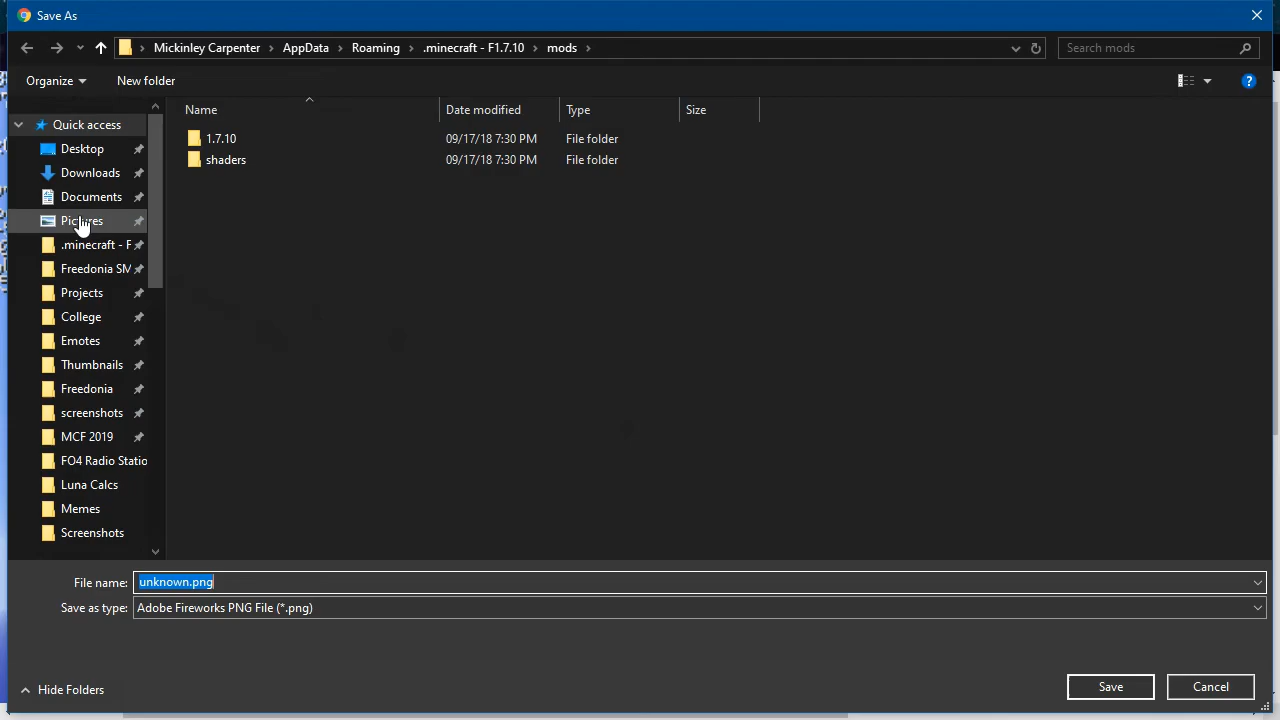 Save As
Mickinley Carpenter AppData Roaming .minecraft - F1.7.10 mods
Search mods
Organize New folder
Name Date modified Type Size
Quick access
Desktop
Downloads
Documents
Pictures
.minecraft - F
Freedonia SM
Projects
College
Emotes
Thumbnails
Freedonia
screenshots
MCF 2019
FO4 Radio Statio
Luna Calcs
Memes
Screenshots
1.7.10 09/17/18 7:30 PM File folder
shaders 09/17/18 7:30 PM File folder
File name: unknown.png
Save as type: Adobe Fireworks PNG File (*.png)
Hide Folders
Save Cancel